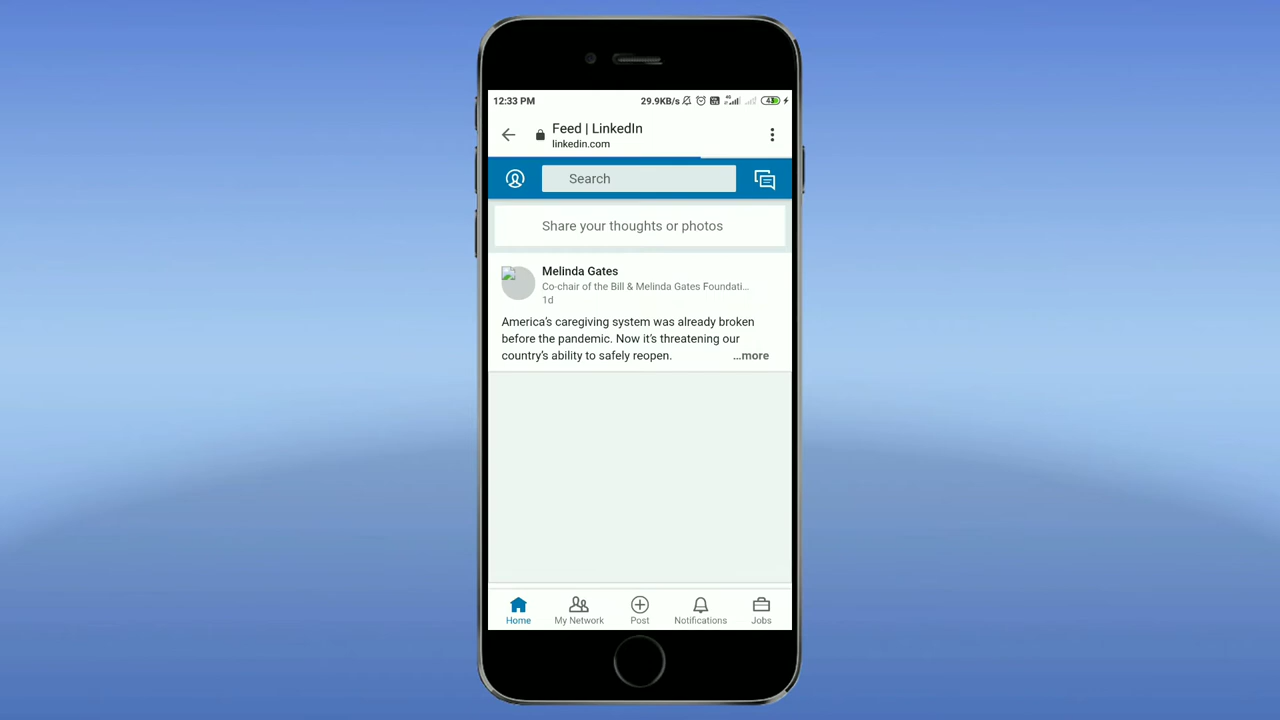 12:33 PM
29.9KB/s
4G
43
Feed | LinkedIn
linkedin.com
Search
Share your thoughts or photos
Melinda Gates
Co-chair of the Bill & Melinda Gates Foundati...
1d
America's caregiving system was already broken
before the pandemic. Now it's threatening our
country's ability to safely reopen.
...more
Home
My Network
Post
Notifications
Jobs